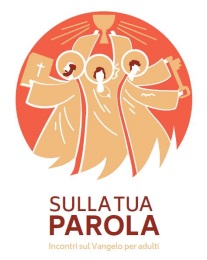 SULLA TUA
PAROLA
Incontri sul Vangelo per adulti